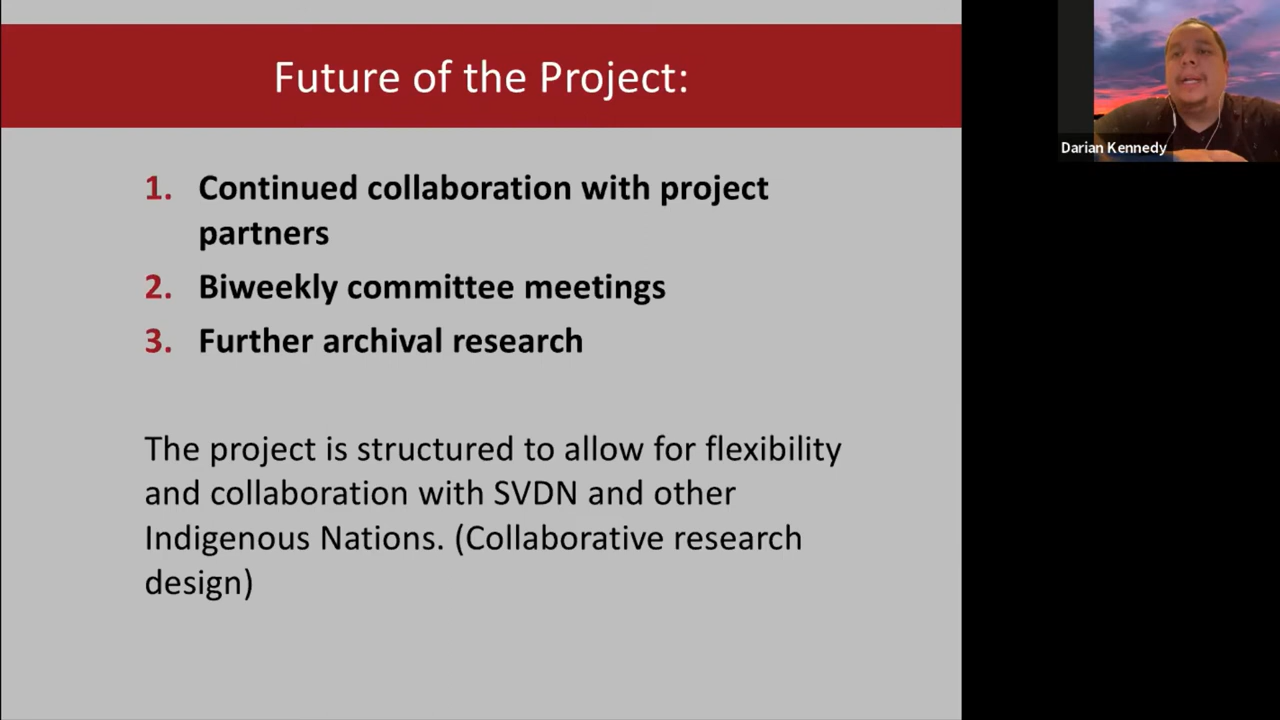 Future of the Project:
Darian Kennedy
1. Continued collaboration with project
partners
2. Biweekly committee meetings
3. Further archival research
The project is structured to allow for flexibility
and collaboration with SVDN and other
Indigenous Nations. (Collaborative research
design)